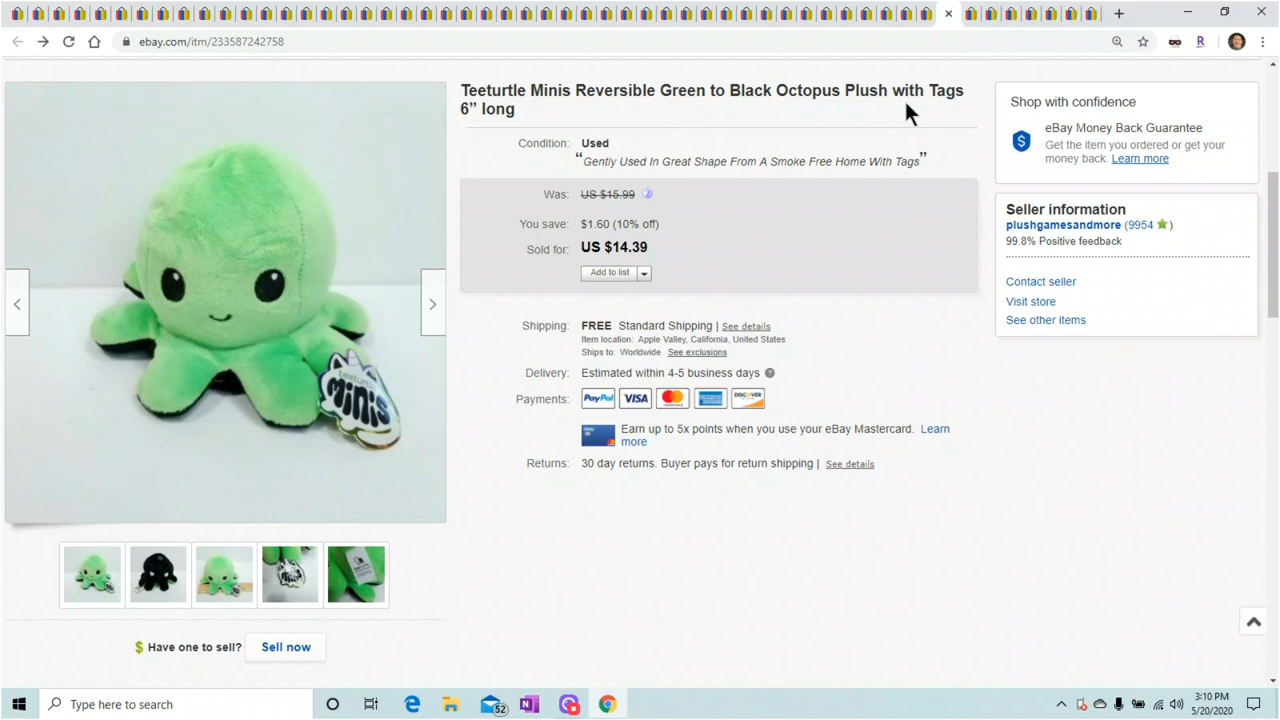 ebay.com/itm/233587242758
R
Teeturtle Minis Reversible Green to Black Octopus Plush with Tags
6” long
Condition: Used
“Gently Used In Great Shape From A Smoke Free Home With Tags”
Was: US $15.99
You save: $1.60 (10% off)
Sold for: US $14.39
Add to list
Shipping: FREE Standard Shipping | See details
Item location: Apple Valley, California, United States
Ships to: Worldwide See exclusions
Delivery: Estimated within 4-5 business days ?
Payments: PayPal VISA MasterCard DISCOVER
Earn up to 5x points when you use your eBay Mastercard. Learn
more
Returns: 30 day returns. Buyer pays for return shipping | See details
Shop with confidence
eBay Money Back Guarantee
Get the item you ordered or get your
money back. Learn more
Seller information
plushgamesandmore (9954)
99.8% Positive feedback
Contact seller
Visit store
See other items
teeturtle
minis
$ Have one to sell? Sell now
Type here to search
52
3:10 PM
5/20/2020